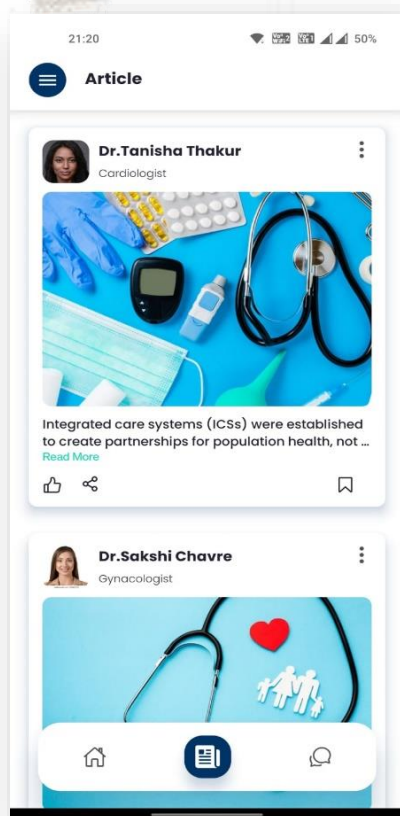 21:20
50%
Article
Dr.Tanisha Thakur
Cardiologist
Integrated care systems (ICSs) were established
to create partnerships for population health, not ...
Read More
Dr.Sakshi Chavre
Gynacologist